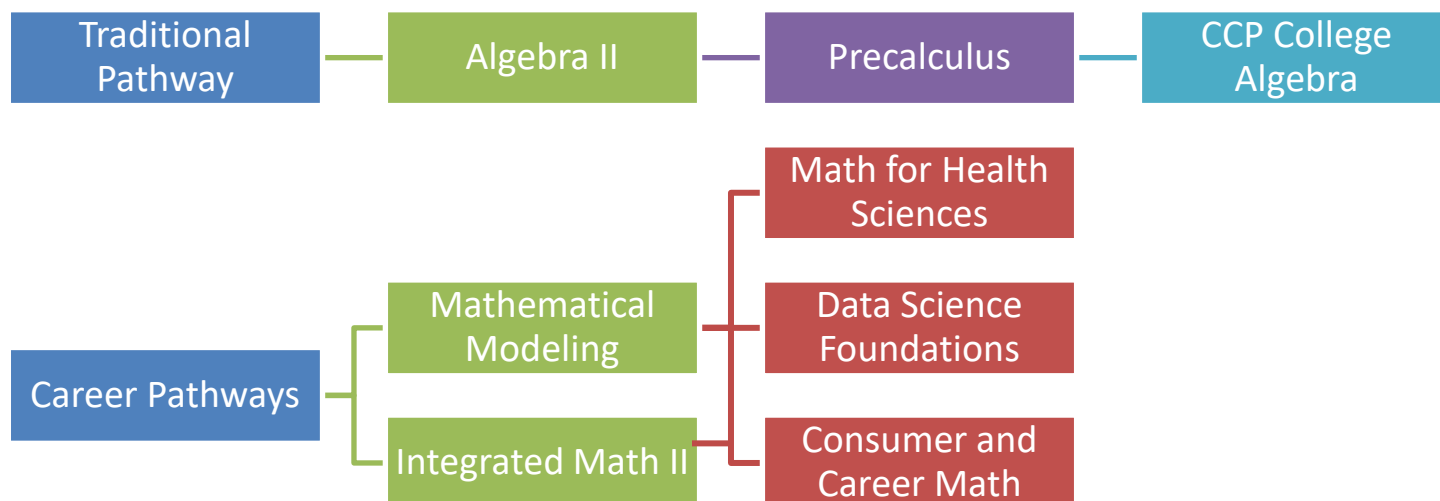 Traditional
Pathway
Algebra II
Precalculus
CCP College
Algebra
Career Pathways
Mathematical
Modeling
Integrated Math II
Math for Health
Sciences
Data Science
Foundations
Consumer and
Career Math